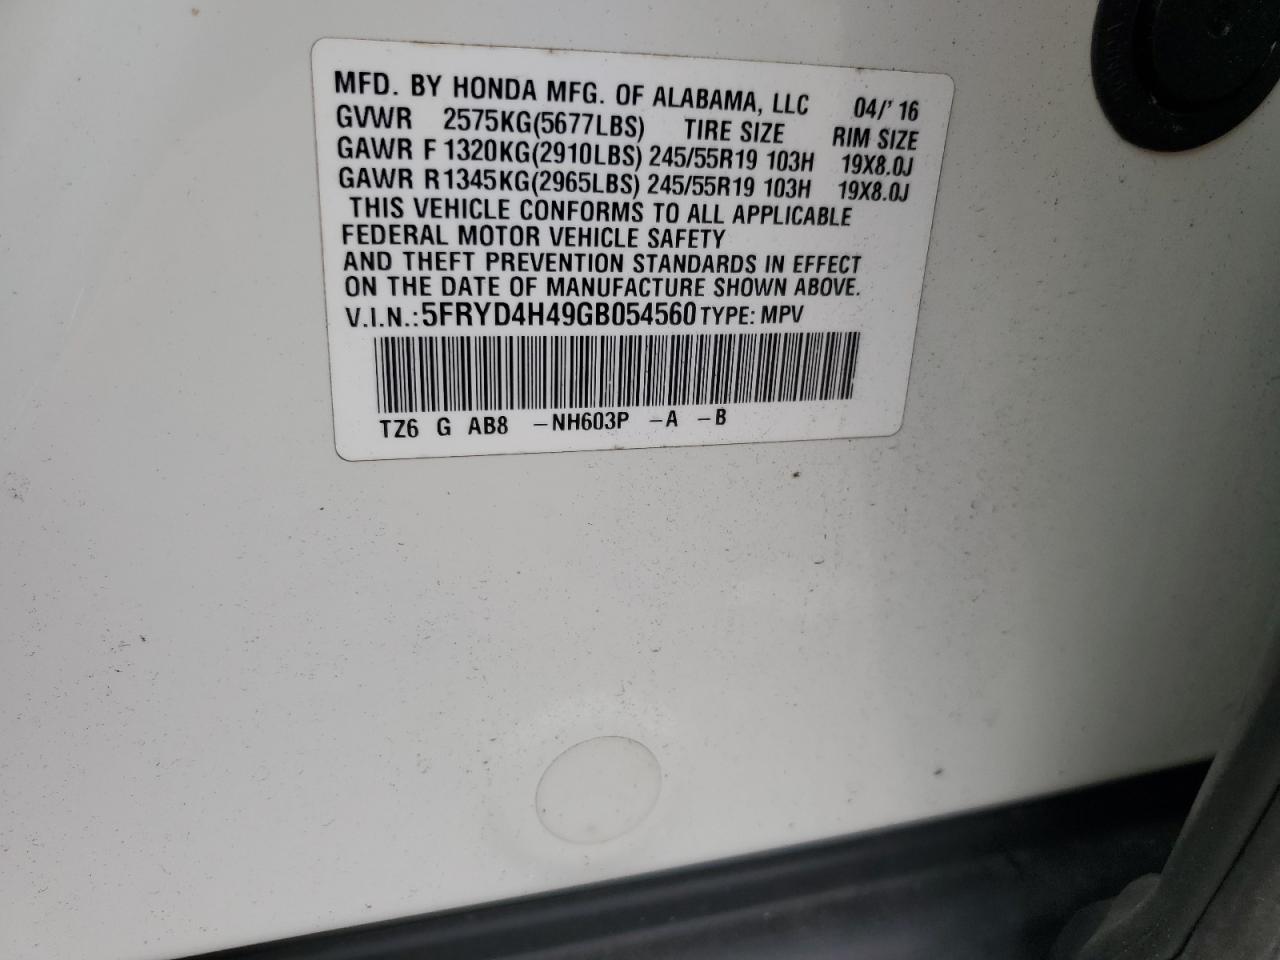 MFD. BY HONDA MFG. OF ALABAMA, LLC 04/' 16
GVWR 2575KG(5677LBS) TIRE SIZE RIM SIZE
GAWR F 1320KG(2910LBS) 245/55R19 103H 19X8.0J
GAWR R1345KG(2965LBS) 245/55R19 103H 19X8.0J
THIS VEHICLE CONFORMS TO ALL APPLICABLE
FEDERAL MOTOR VEHICLE SAFETY
AND THEFT PREVENTION STANDARDS IN EFFECT
ON THE DATE OF MANUFACTURE SHOWN ABOVE.
V.I.N.: 5FRYD4H49GB054560 TYPE: MPV
TZ6 G AB8 -NH603P -A -B